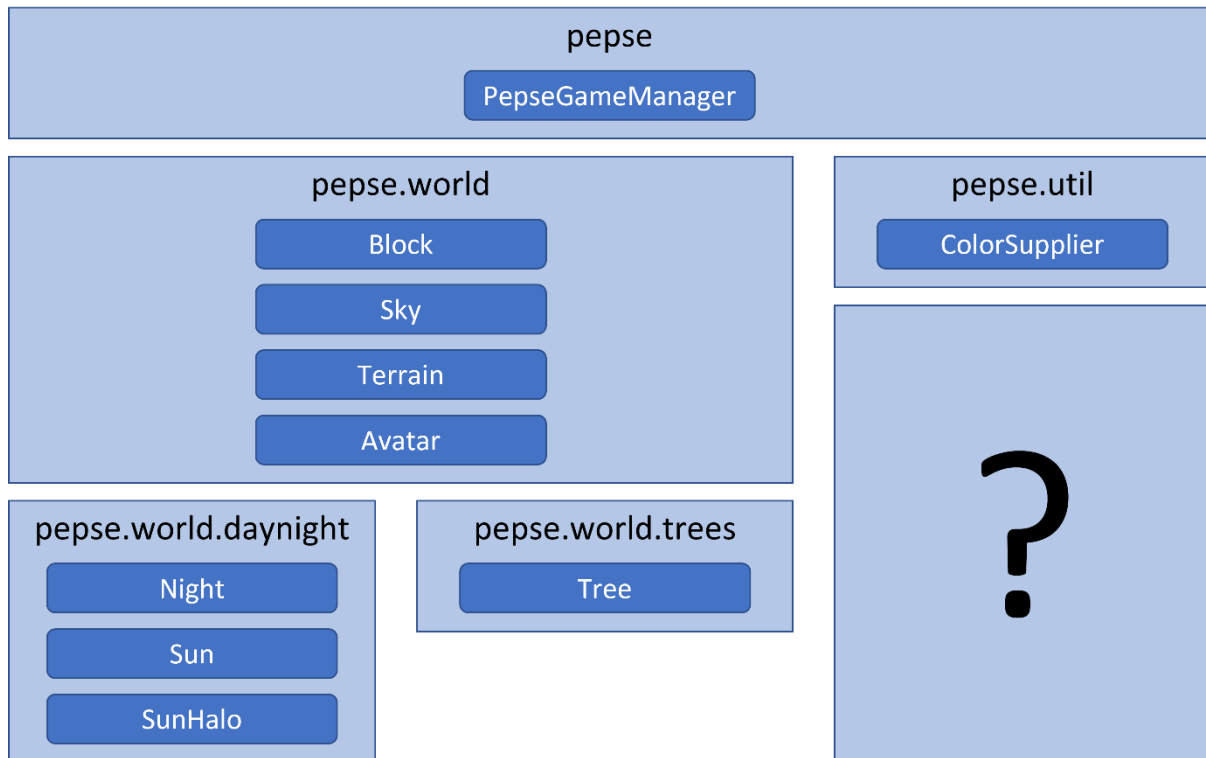 pepse
PepseGameManager
pepse.world
Block
Sky
Terrain
Avatar
pepse.util
ColorSupplier
pepse.world.daynight
Night
Sun
SunHalo
pepse.world.trees
Tree
?